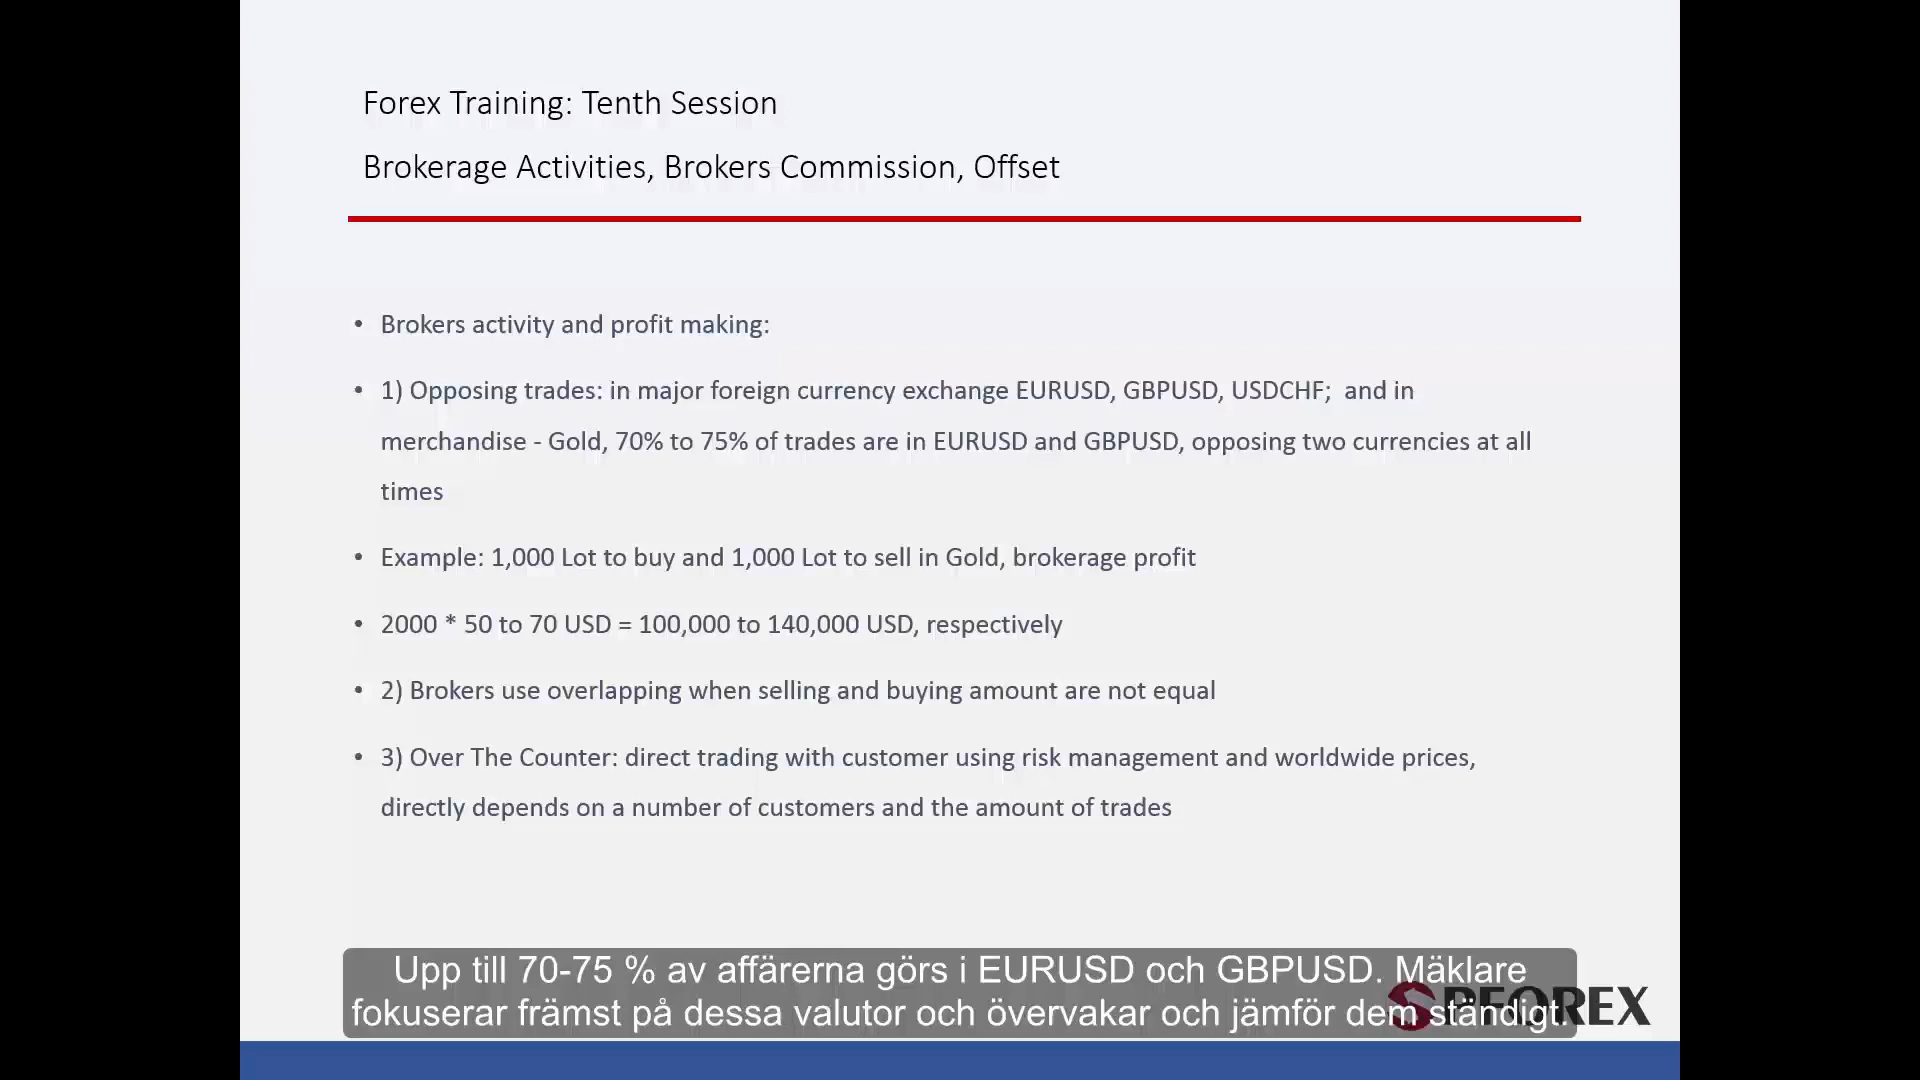 Forex Training: Tenth Session
Brokerage Activities, Brokers Commission, Offset
• Brokers activity and profit making:
• 1) Opposing trades: in major foreign currency exchange EURUSD, GBPUSD, USDCHF;  and in
merchandise - Gold, 70% to 75% of trades are in EURUSD and GBPUSD, opposing two currencies at all
times
• Example: 1,000 Lot to buy and 1,000 Lot to sell in Gold, brokerage profit
• 2000 * 50 to 70 USD = 100,000 to 140,000 USD, respectively
• 2) Brokers use overlapping when selling and buying amount are not equal
• 3) Over The Counter: direct trading with customer using risk management and worldwide prices,
directly depends on a number of customers and the amount of trades
Upp till 70-75 % av affärerna görs i EURUSD och GBPUSD. Mäklare
fokuserar främst på dessa valutor och övervakar och jämför dem ständigt.
SPFOREX